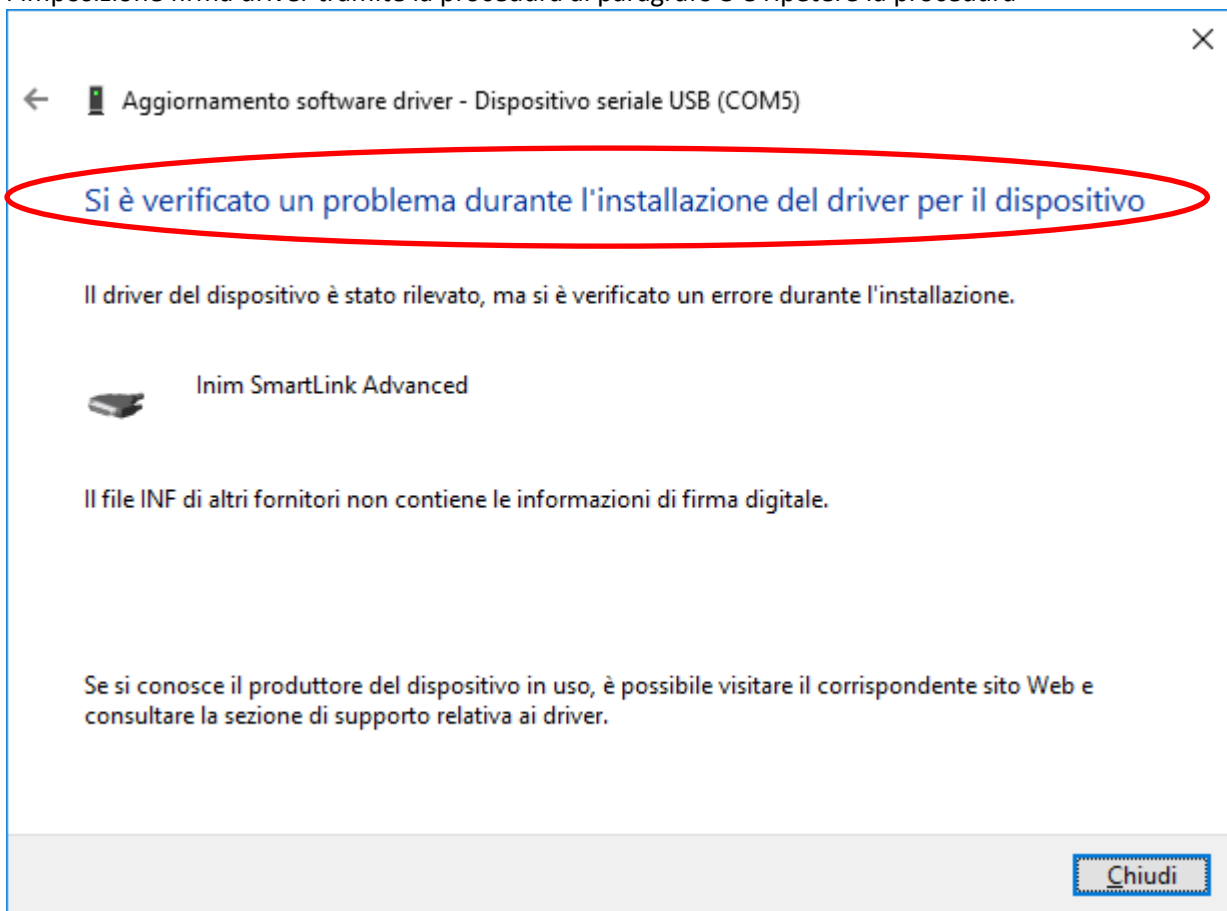 Aggiornamento software driver - Dispositivo seriale USB (COM5)
Si è verificato un problema durante l'installazione del driver per il dispositivo
Il driver del dispositivo è stato rilevato, ma si è verificato un errore durante l'installazione.
Inim SmartLink Advanced
Il file INF di altri fornitori non contiene le informazioni di firma digitale.
Se si conosce il produttore del dispositivo in uso, è possibile visitare il corrispondente sito Web e
consultare la sezione di supporto relativa ai driver.
Chiudi